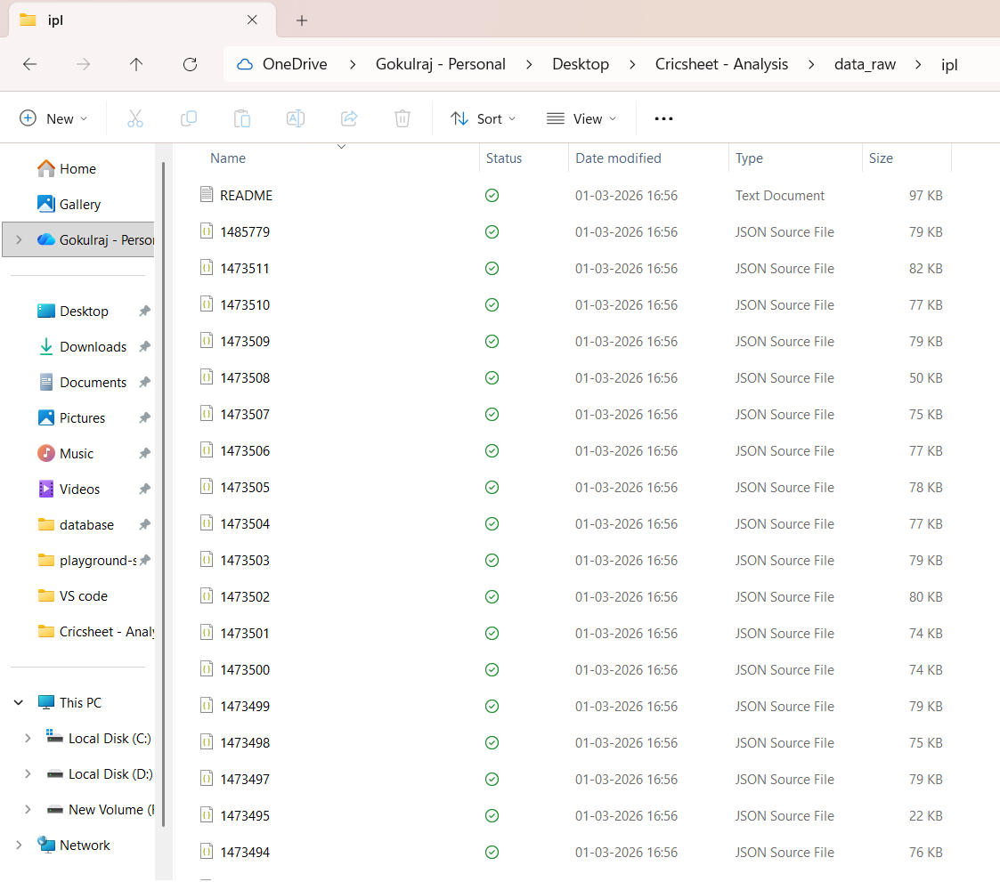 ipl
OneDrive > Gokulraj - Personal > Desktop > Cricsheet - Analysis > data_raw > ipl
New Sort View
Name Status Date modified Type Size
Home
Gallery
Gokulraj - Perso
Desktop
Downloads
Documents
Pictures
Music
Videos
database
playground-s
VS code
Cricsheet - Analy
This PC
Local Disk (C:)
Local Disk (D:)
New Volume (
Network
README 01-03-2026 16:56 Text Document 97 KB
1485779 01-03-2026 16:56 JSON Source File 79 KB
1473511 01-03-2026 16:56 JSON Source File 82 KB
1473510 01-03-2026 16:56 JSON Source File 77 KB
1473509 01-03-2026 16:56 JSON Source File 79 KB
1473508 01-03-2026 16:56 JSON Source File 50 KB
1473507 01-03-2026 16:56 JSON Source File 75 KB
1473506 01-03-2026 16:56 JSON Source File 77 KB
1473505 01-03-2026 16:56 JSON Source File 78 KB
1473504 01-03-2026 16:56 JSON Source File 77 KB
1473503 01-03-2026 16:56 JSON Source File 79 KB
1473502 01-03-2026 16:56 JSON Source File 80 KB
1473501 01-03-2026 16:56 JSON Source File 74 KB
1473500 01-03-2026 16:56 JSON Source File 74 KB
1473499 01-03-2026 16:56 JSON Source File 79 KB
1473498 01-03-2026 16:56 JSON Source File 75 KB
1473497 01-03-2026 16:56 JSON Source File 79 KB
1473495 01-03-2026 16:56 JSON Source File 22 KB
1473494 01-03-2026 16:56 JSON Source File 76 KB